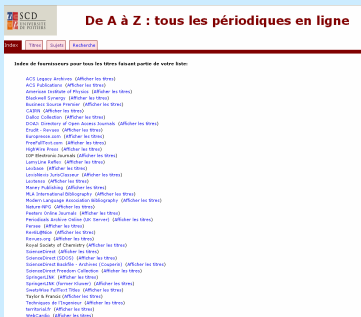 SCD
UNIVERSITÉ
DE POITIERS
De A à Z : tous les périodiques en ligne
Index
Titres
Sujets
Recherche
Index de fournisseurs pour tous les titres faisant partie de votre liste:
ACS Legacy Archives (Afficher les titres)
ACS Publications (Afficher les titres)
American Institute of Physics (Afficher les titres)
Blackwell Synergy (Afficher les titres)
Business Source Premier (Afficher les titres)
CAIRN (Afficher les titres)
Dalloz Collection (Afficher les titres)
DOAJ: Directory of Open Access Journals (Afficher les titres)
Erudit - Revues (Afficher les titres)
Europresse.com (Afficher les titres)
FreeFullText.com (Afficher les titres)
HighWire Press (Afficher les titres)
IOP Electronic Journals (Afficher les titres)
Lamyline Reflex (Afficher les titres)
Lexbase (Afficher les titres)
LexisNexis JurisClasseur (Afficher les titres)
Lextenso (Afficher les titres)
Maney Publishing (Afficher les titres)
MLA International Bibliography (Afficher les titres)
Modern Language Association Bibliography (Afficher les titres)
Nature NPG (Afficher les titres)
Peeters Online Journals (Afficher les titres)
Periodicals Archive Online (UK Server) (Afficher les titres)
Persee (Afficher les titres)
Revel@Nice (Afficher les titres)
Revues.org (Afficher les titres)
Royal Society of Chemistry (Afficher les titres)
ScienceDirect (Afficher les titres)
ScienceDirect (SDOS) (Afficher les titres)
ScienceDirect Backfile - Archives (Couperin) (Afficher les titres)
ScienceDirect Freedom Collection (Afficher les titres)
SpringerLINK (Afficher les titres)
SpringerLINK (former Kluwer) (Afficher les titres)
SwetsWise FullText Titles (Afficher les titres)
Taylor & Francis (Afficher les titres)
Techniques de l'Ingenieur (Afficher les titres)
territorial.fr (Afficher les titres)
WebCardio (Afficher les titres)